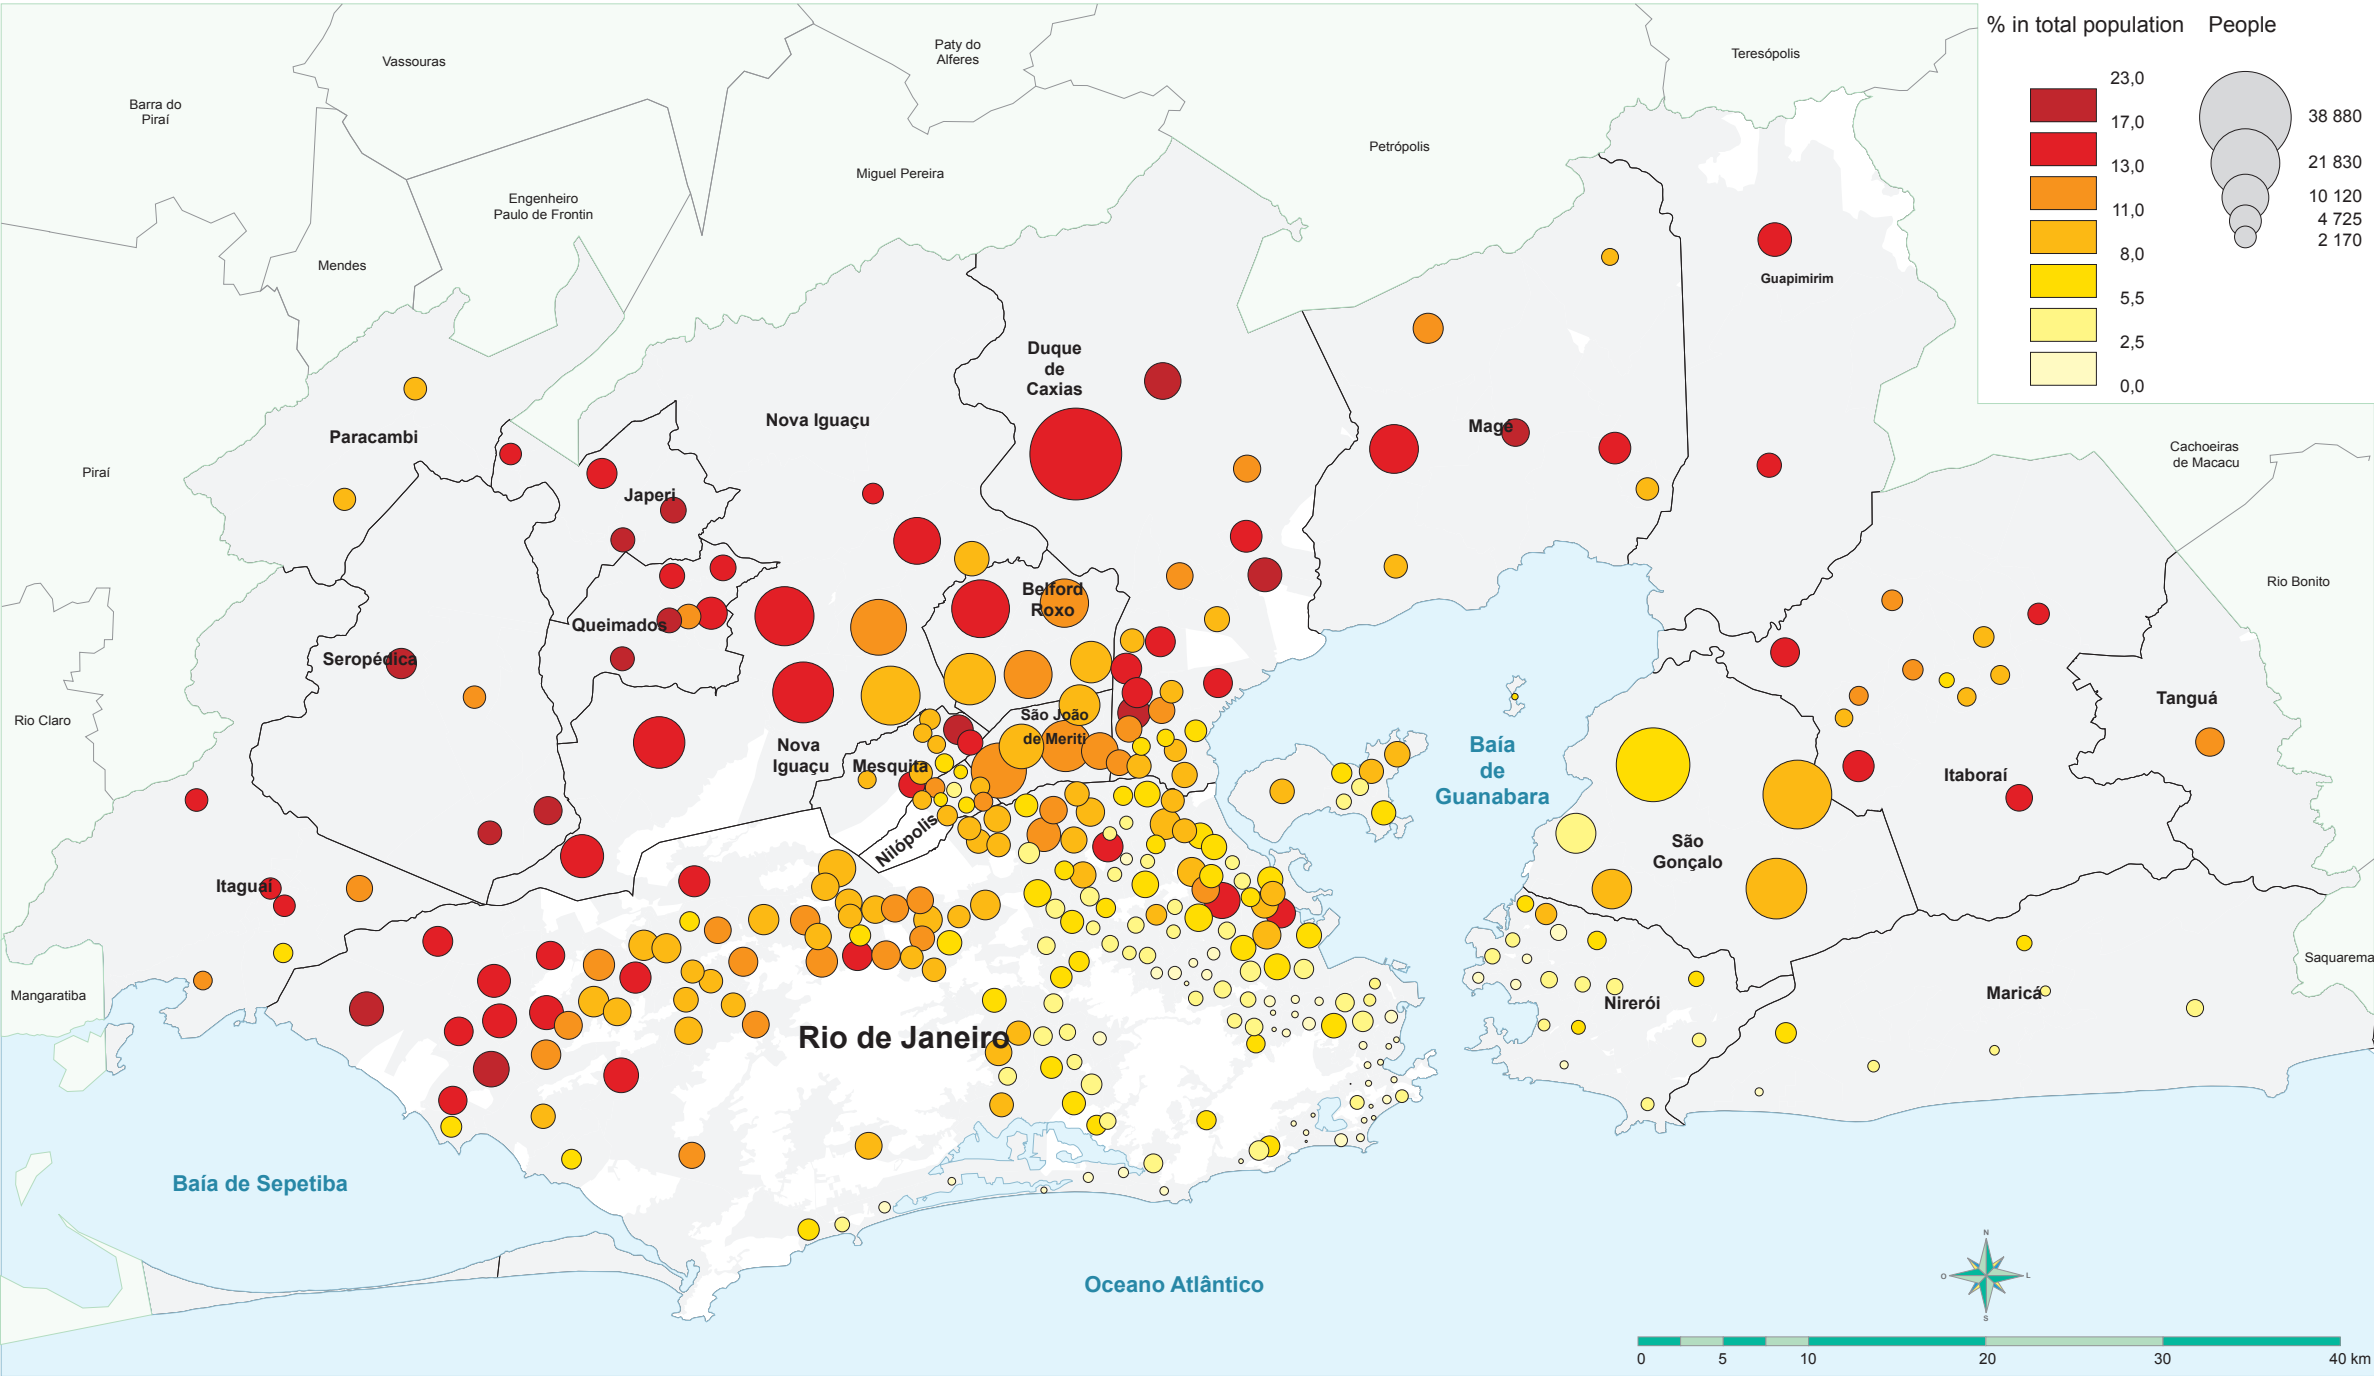 % in total population
People
23,0
17,0
13,0
11,0
8,0
5,5
2,5
0,0
38 880
21 830
10 120
4 725
2 170
Vassouras
Paty do
Alferes
Teresópolis
Barra do
Piraí
Petrópolis
Miguel Pereira
Engenheiro
Paulo de Frontin
Mendes
Guapimirim
Duque
de
Caxias
Nova Iguaçu
Magé
Paracambi
Cachoeiras
de Macacu
Piraí
Japeri
Rio Bonito
Belford
Roxo
Queimados
Seropédica
Tanguá
Rio Claro
São João
de Meriti
Nova
Iguaçu
Mesquita
Baía
de
Guanabara
Itaboraí
Nilópolis
São
Gonçalo
Itaguaí
Saquarema
Mangaratiba
Nirerói
Maricá
Rio de Janeiro
Baía de Sepetiba
Oceano Atlântico
N
O
L
S
0
5
10
20
30
40 km